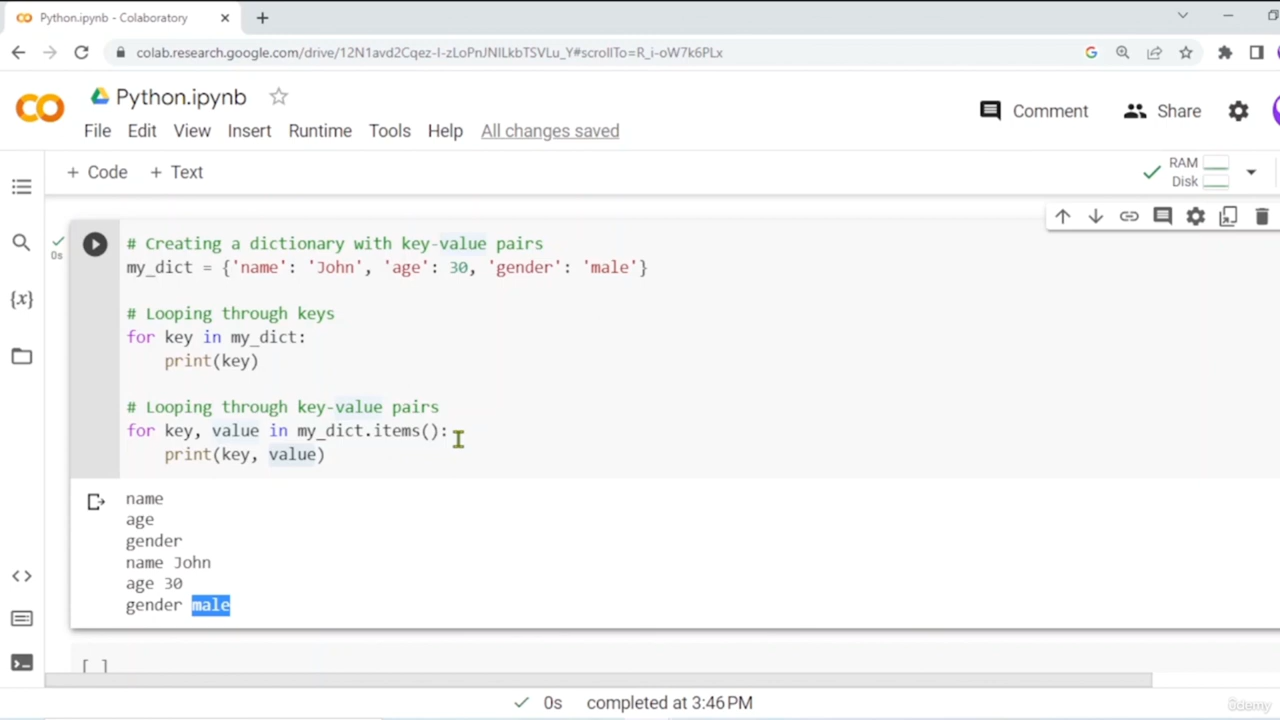 Python.ipynb - Colaboratory
colab.research.google.com/drive/12N1avd2Cqez-I-zLoPnJNILkbTSVLu_Y#scrollTo=R_i-oW7k6PLx
Python.ipynb
Comment
Share
File Edit View Insert Runtime Tools Help All changes saved
+ Code + Text
RAM
Disk
0s
# Creating a dictionary with key-value pairs
my_dict = {'name': 'John', 'age': 30, 'gender': 'male'}
# Looping through keys
for key in my_dict:
    print(key)
# Looping through key-value pairs
for key, value in my_dict.items():
    print(key, value)
name
age
gender
name John
age 30
gender male
[ ]
0s completed at 3:46 PM
ûdemy